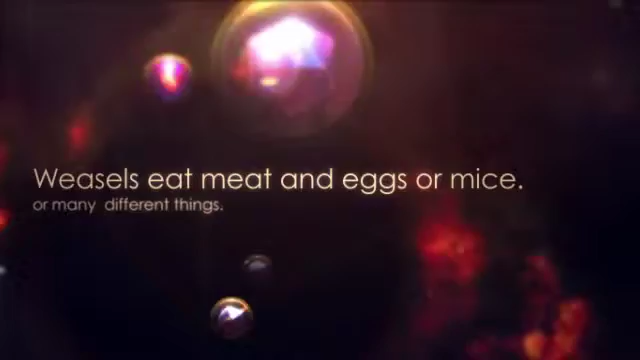 Weasels eat meat and eggs or mice.
or many different things.